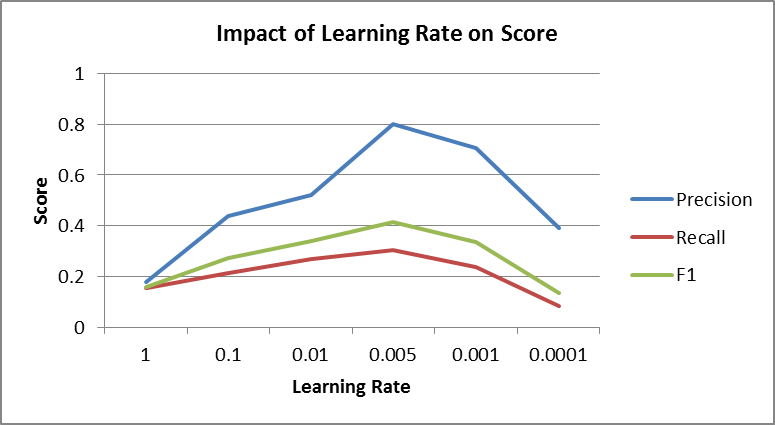 Impact of Learning Rate on Score
1
0.8
0.6
0.4
0.2
0
Score
1 0.1 0.01 0.005 0.001 0.0001
Learning Rate
Precision
Recall
F1